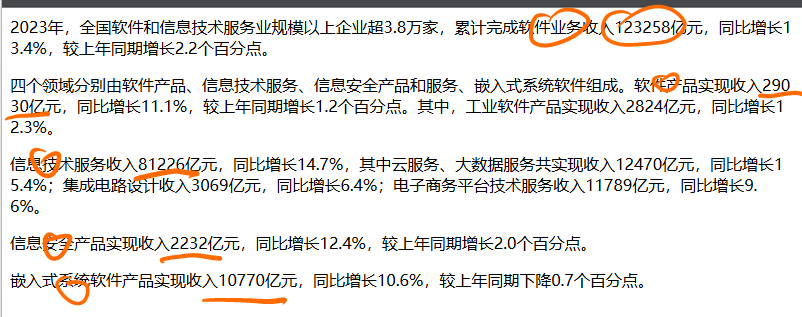 2023年，全国软件和信息技术服务业规模以上企业超3.8万家，累计完成软件业务收入123258亿元，同比增长1
3.4%，较上年同期增长2.2个百分点。
四个领域分别由软件产品、信息技术服务、信息安全产品和服务、嵌入式系统软件组成。软件产品实现收入290
30亿元，同比增长11.1%，较上年同期增长1.2个百分点。其中，工业软件产品实现收入2824亿元，同比增长1
2.3%。
信息技术服务收入81226亿元，同比增长14.7%，其中云服务、大数据服务共实现收入12470亿元，同比增长1
5.4%；集成电路设计收入3069亿元，同比增长6.4%；电子商务平台技术服务收入11789亿元，同比增长9.
6%。
信息安全产品实现收入2232亿元，同比增长12.4%，较上年同期增长2.0个百分点。
嵌入式系统软件产品实现收入10770亿元，同比增长10.6%，较上年同期下降0.7个百分点。